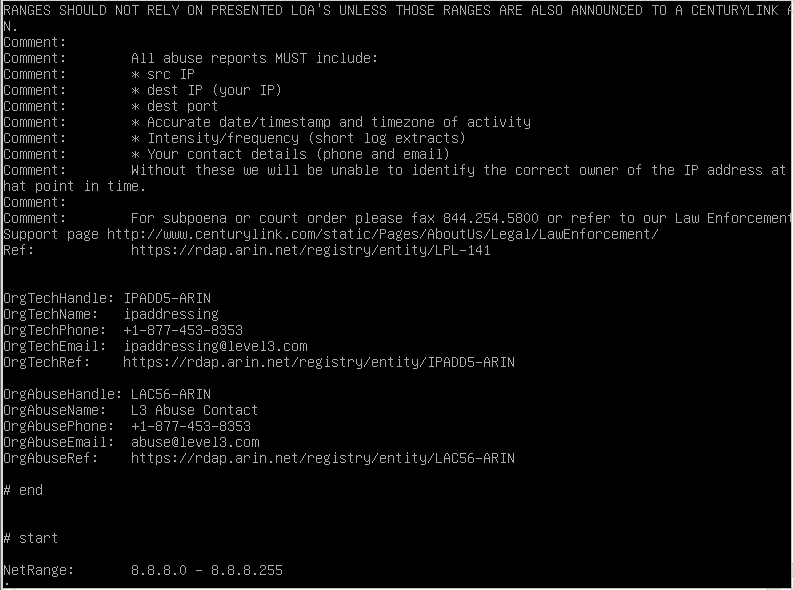 RANGES SHOULD NOT RELY ON PRESENTED LOA'S UNLESS THOSE RANGES ARE ALSO ANNOUNCED TO A CENTURYLINK A
N.
Comment:
Comment:        All abuse reports MUST include:
Comment:        * src IP
Comment:        * dest IP (your IP)
Comment:        * dest port
Comment:        * Accurate date/timestamp and timezone of activity
Comment:        * Intensity/frequency (short log extracts)
Comment:        * Your contact details (phone and email)
Comment:        Without these we will be unable to identify the correct owner of the IP address at
hat point in time.
Comment:
Comment:        For subpoena or court order please fax 844.254.5800 or refer to our Law Enforcement
Support page http://www.centurylink.com/static/Pages/AboutUs/Legal/LawEnforcement/
Ref:            https://rdap.arin.net/registry/entity/LPL-141
OrgTechHandle: IPADD5-ARIN
OrgTechName:   ipaddressing
OrgTechPhone:  +1-877-453-8353
OrgTechEmail:  ipaddressing@level3.com
OrgTechRef:    https://rdap.arin.net/registry/entity/IPADD5-ARIN
OrgAbuseHandle: LAC56-ARIN
OrgAbuseName:   L3 Abuse Contact
OrgAbusePhone:  +1-877-453-8353
OrgAbuseEmail:  abuse@level3.com
OrgAbuseRef:    https://rdap.arin.net/registry/entity/LAC56-ARIN
# end
# start
NetRange:       8.8.8.0 - 8.8.8.255
: